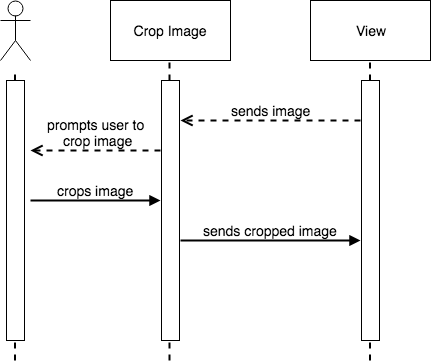 Crop Image
View
sends image
prompts user to
crop image
crops image
sends cropped image